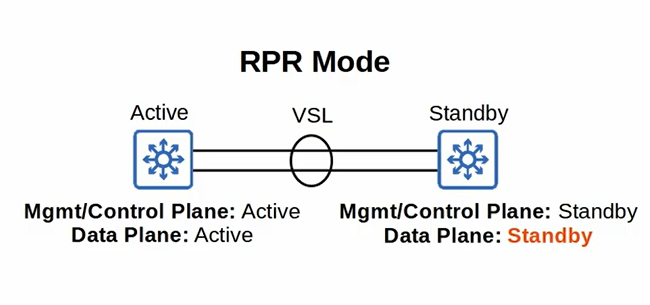 RPR Mode
Active
VSL
Standby
Mgmt/Control Plane: Active
Data Plane: Active
Mgmt/Control Plane: Standby
Data Plane: Standby